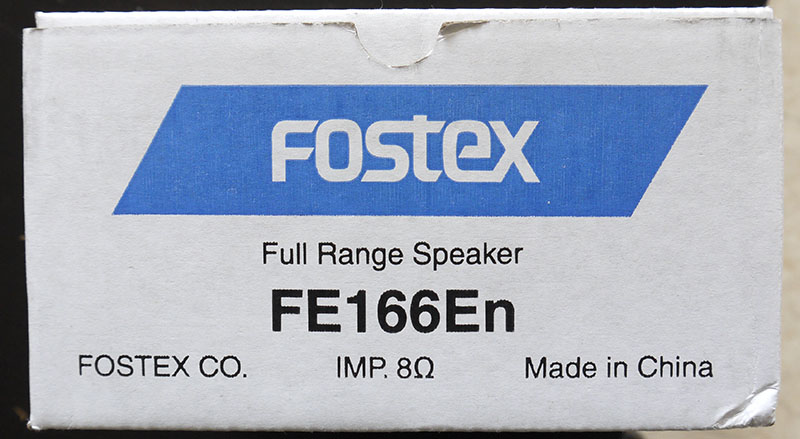 FOSTEX
Full Range Speaker
FE166En
FOSTEX CO. IMP. 8Ω Made in China